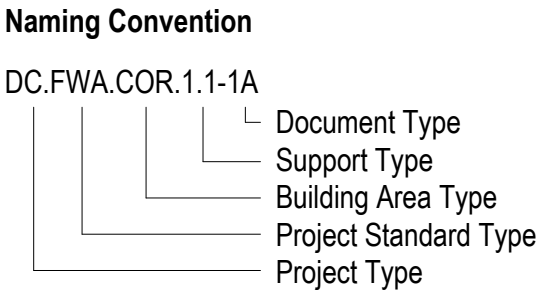 Naming Convention
DC.FWA.COR.1.1-1A
Document Type
Support Type
Building Area Type
Project Standard Type
Project Type